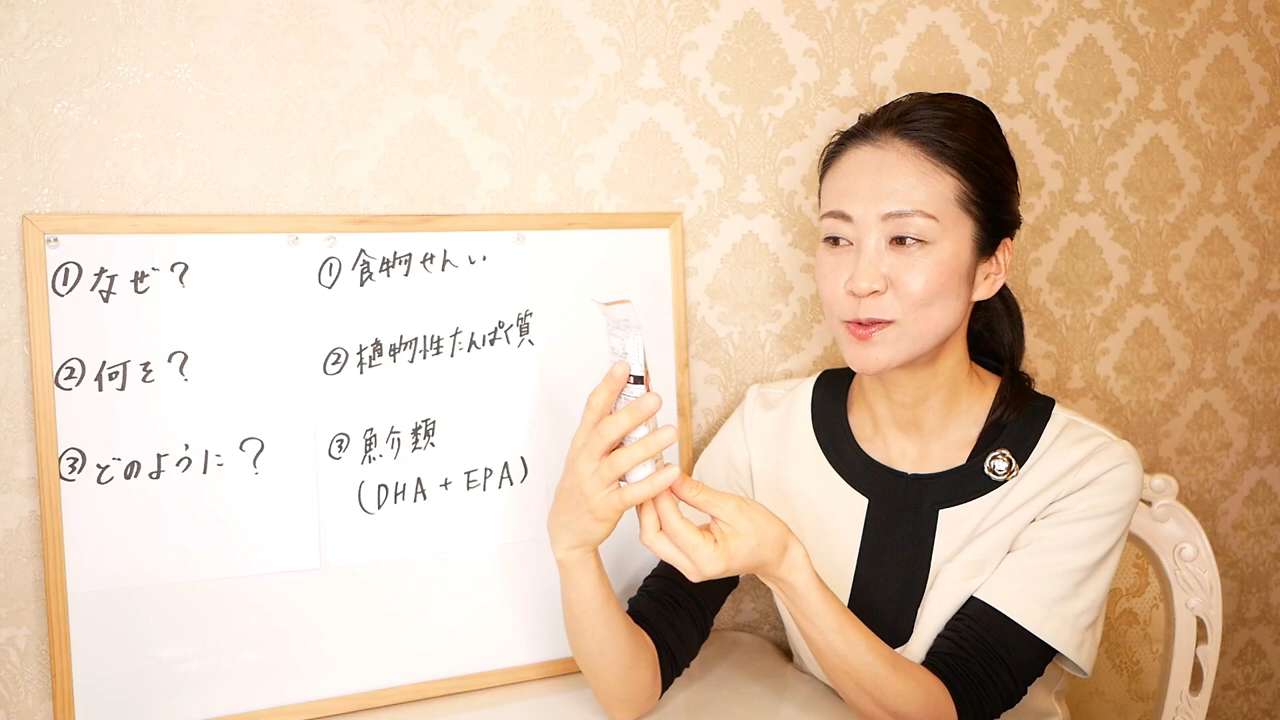 ①なぜ?
②何を?
③どのように?
①食物せんい
②植物性たんぱく質
③魚介類
(DHA + EPA)